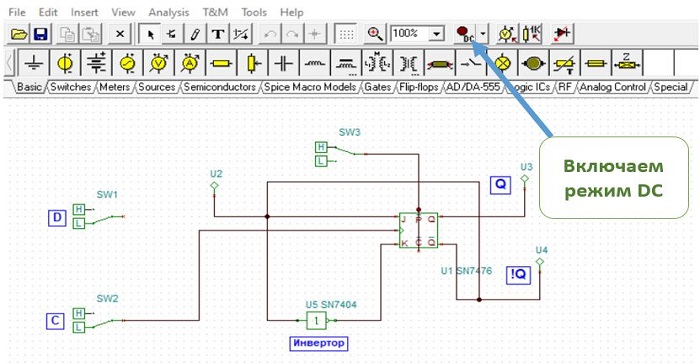 File Edit Insert View Analysis T&M Tools Help
100% DC
Basic Switches Meters Sources Semiconductors Spice Macro Models Gates Flip-flops AD/DA-555 Logic ICs RF Analog Control Special
Включаем
режим DC
SW3
H
L
U2
U3
Q
SW1
D
H
L
J P Q
K C Q
U1 SN7476
U4
!Q
SW2
C
H
L
U5 SN7404
1
Инвертор